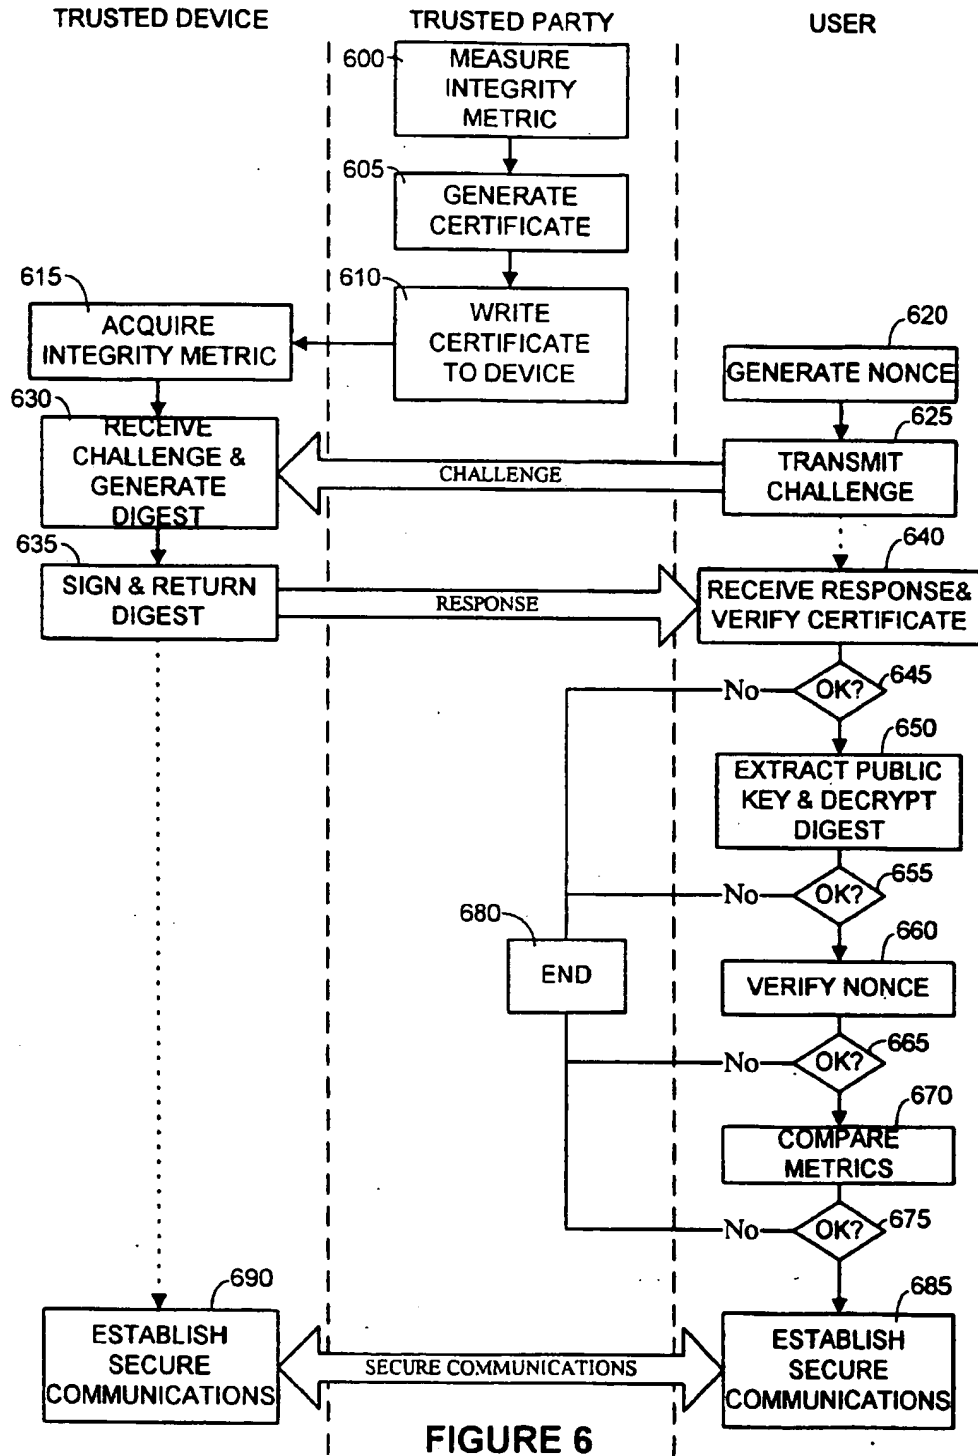 TRUSTED DEVICE
TRUSTED PARTY
USER
600
MEASURE
INTEGRITY
METRIC
605
GENERATE
CERTIFICATE
610
WRITE
CERTIFICATE
TO DEVICE
615
ACQUIRE
INTEGRITY METRIC
620
GENERATE NONCE
625
TRANSMIT
CHALLENGE
CHALLENGE
630
RECEIVE
CHALLENGE &
GENERATE
DIGEST
635
SIGN & RETURN
DIGEST
RESPONSE
640
RECEIVE RESPONSE&
VERIFY CERTIFICATE
OK?
645
No
650
EXTRACT PUBLIC
KEY & DECRYPT
DIGEST
OK?
655
No
680
END
660
VERIFY NONCE
OK?
665
No
670
COMPARE
METRICS
OK?
675
No
690
ESTABLISH
SECURE
COMMUNICATIONS
SECURE COMMUNICATIONS
685
ESTABLISH
SECURE
COMMUNICATIONS
FIGURE 6